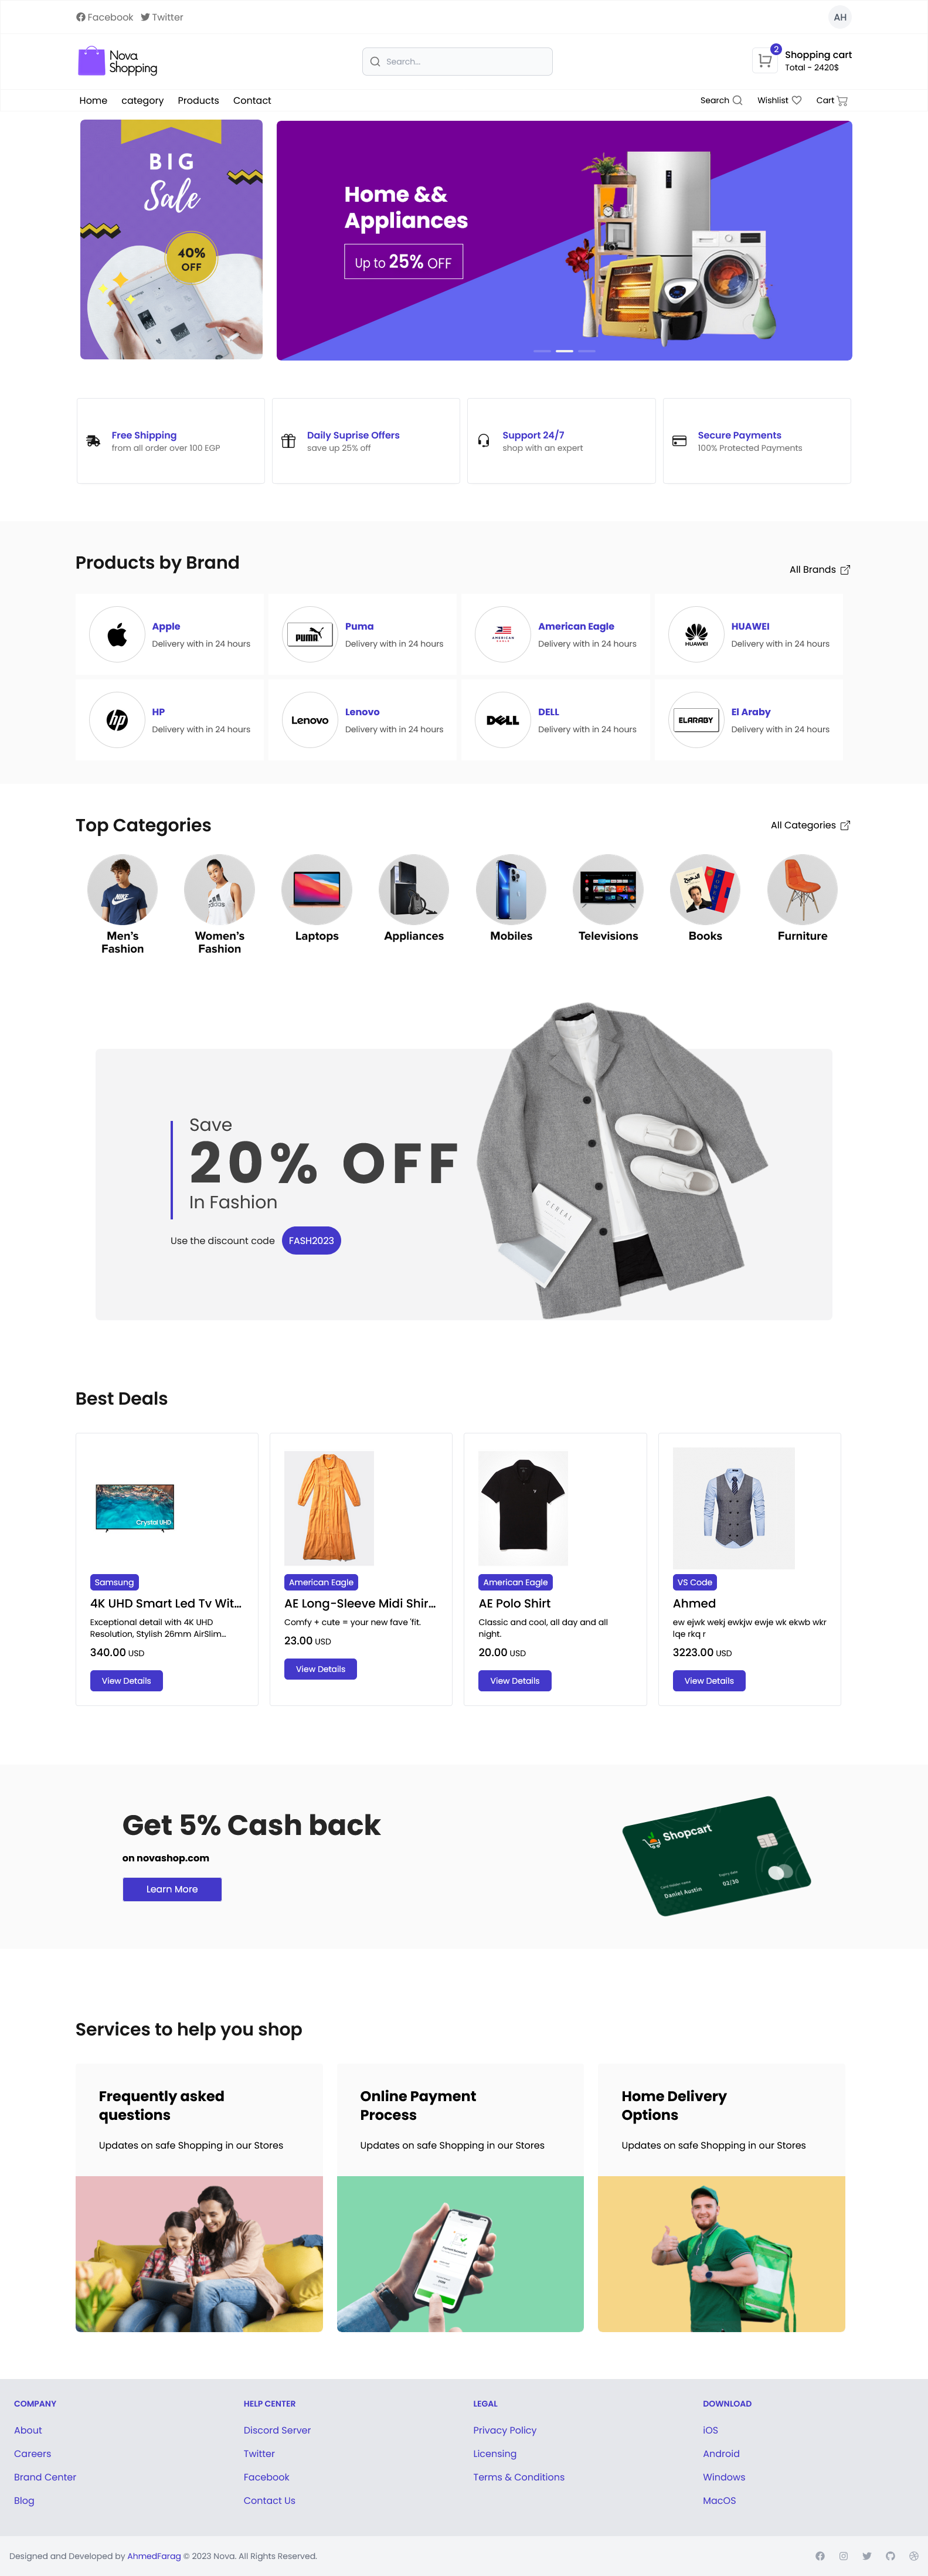 Facebook Twitter AH
Nova
Shopping
Search...
2
Shopping cart
Total - 2420$
Home category Products Contact
Search Wishlist Cart
BIG
Sale
40%
OFF
Home &&
Appliances
Up to 25% OFF
Free Shipping
from all order over 100 EGP
Daily Suprise Offers
save up 25% off
Support 24/7
shop with an expert
Secure Payments
100% Protected Payments
Products by Brand
All Brands
Apple
Delivery with in 24 hours
PUMA
Puma
Delivery with in 24 hours
AMERICAN
EAGLE
American Eagle
Delivery with in 24 hours
HUAWEI
HUAWEI
Delivery with in 24 hours
hp
HP
Delivery with in 24 hours
Lenovo
Lenovo
Delivery with in 24 hours
DELL
DELL
Delivery with in 24 hours
ELARABY
El Araby
Delivery with in 24 hours
Top Categories
All Categories
Men's
Fashion
Women's
Fashion
Laptops
Appliances
Mobiles
Televisions
Books
Furniture
Save
20% OFF
In Fashion
Use the discount code FASH2023
CEREAL
Best Deals
Crystal UHD
Samsung
4K UHD Smart Led Tv Wit...
Exceptional detail with 4K UHD
Resolution, Stylish 26mm AirSlim...
340.00 USD
View Details
American Eagle
AE Long-Sleeve Midi Shir...
Comfy + cute = your new fave 'fit.
23.00 USD
View Details
American Eagle
AE Polo Shirt
Classic and cool, all day and all
night.
20.00 USD
View Details
VS Code
Ahmed
ew ejwk wekj ewkjw ewje wk ekwb wkr
lqe rkq r
3223.00 USD
View Details
Get 5% Cash back
on novashop.com
Learn More
Shopcart
Expiry date
02/30
Daniel Austin
Services to help you shop
Frequently asked
questions
Updates on safe Shopping in our Stores
Online Payment
Process
Updates on safe Shopping in our Stores
Home Delivery
Options
Updates on safe Shopping in our Stores
COMPANY
About
Careers
Brand Center
Blog
HELP CENTER
Discord Server
Twitter
Facebook
Contact Us
LEGAL
Privacy Policy
Licensing
Terms & Conditions
DOWNLOAD
iOS
Android
Windows
MacOS
Designed and Developed by AhmedFarag © 2023 Nova. All Rights Reserved.